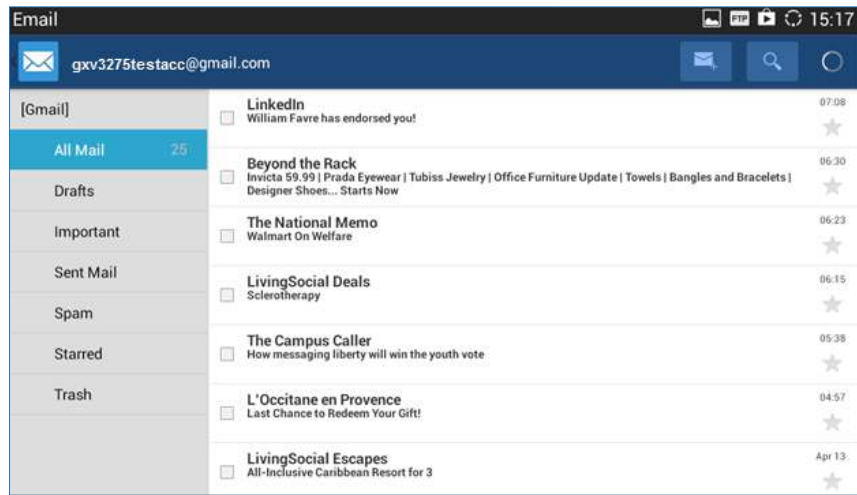 Email
FTP
15:17
gxv3275testacc@gmail.com
[Gmail]
All Mail 25
Drafts
Important
Sent Mail
Spam
Starred
Trash
LinkedIn 07:08
William Favre has endorsed you!
Beyond the Rack 06:30
Invicta 59.99 | Prada Eyewear | Tubiss Jewelry | Office Furniture Update | Towels | Bangles and Bracelets |
Designer Shoes... Starts Now
The National Memo 06:23
Walmart On Welfare
LivingSocial Deals 06:15
Sclerotherapy
The Campus Caller 05:38
How messaging liberty will win the youth vote
L'Occitane en Provence 04:57
Last Chance to Redeem Your Gift!
LivingSocial Escapes Apr 13
All-Inclusive Caribbean Resort for 3